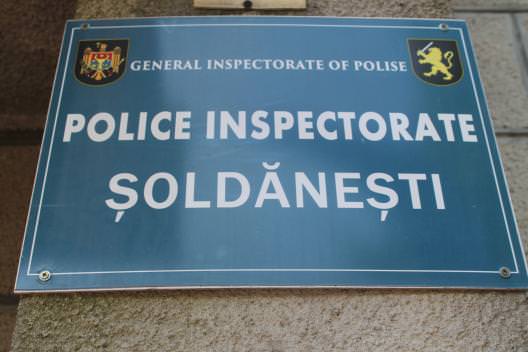 GENERAL INSPECTORATE OF POLISE
POLICE INSPECTORATE
ȘOLDĂNEȘTI